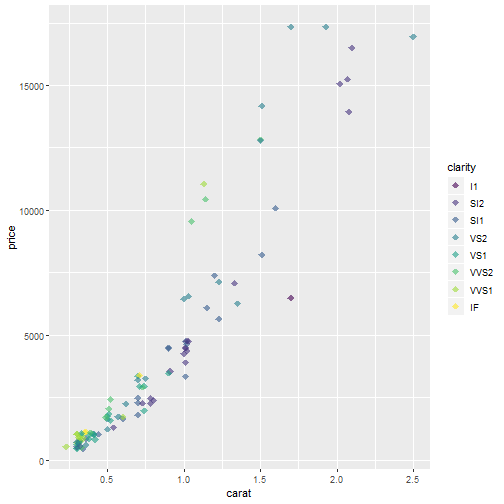 15000
10000
5000
0
price
0.5 1.0 1.5 2.0 2.5
carat
clarity
I1
SI2
SI1
VS2
VS1
VVS2
VVS1
IF